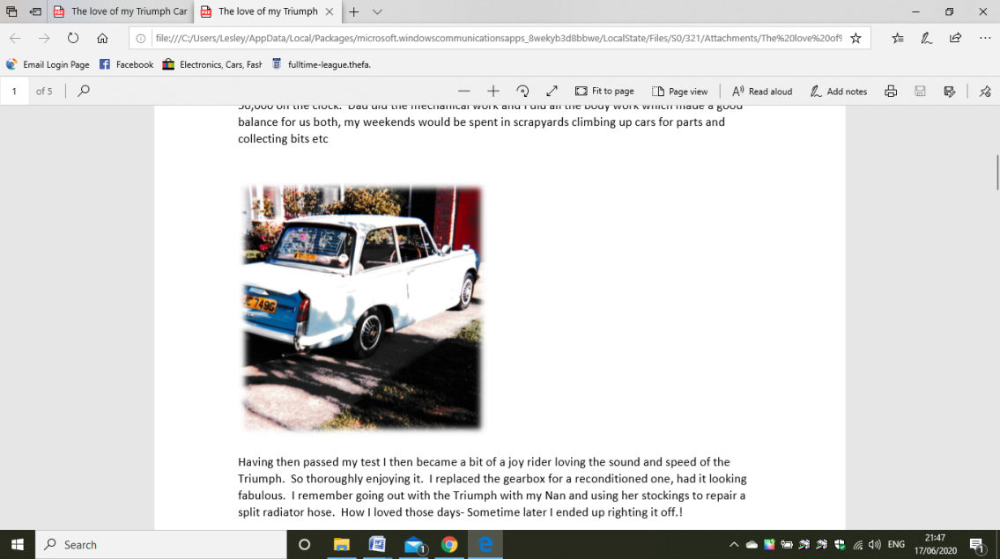 The love of my Triumph Car
The love of my Triumph
file:///C:/Users/Lesley/AppData/Local/Packages/microsoft.windowscommunicationsapps_8wekyb3d8bbwe/LocalState/Files/S0/321/Attachments/The%20love%20of%
Email Login Page Facebook Electronics, Cars, Fash fulltime-league.thefa.
1 of 5 Fit to page Page view Read aloud Add notes
50,000 on the clock. Dad did the mechanical work and I did all the body work which made a good
balance for us both, my weekends would be spent in scrapyards climbing up cars for parts and
collecting bits etc
749G
Having then passed my test I then became a bit of a joy rider loving the sound and speed of the
Triumph. So thoroughly enjoying it. I replaced the gearbox for a reconditioned one, had it looking
fabulous. I remember going out with the Triumph with my Nan and using her stockings to repair a
split radiator hose. How I loved those days- Sometime later I ended up righting it off.!
Search
1
ENG
21:47
17/06/2020
1